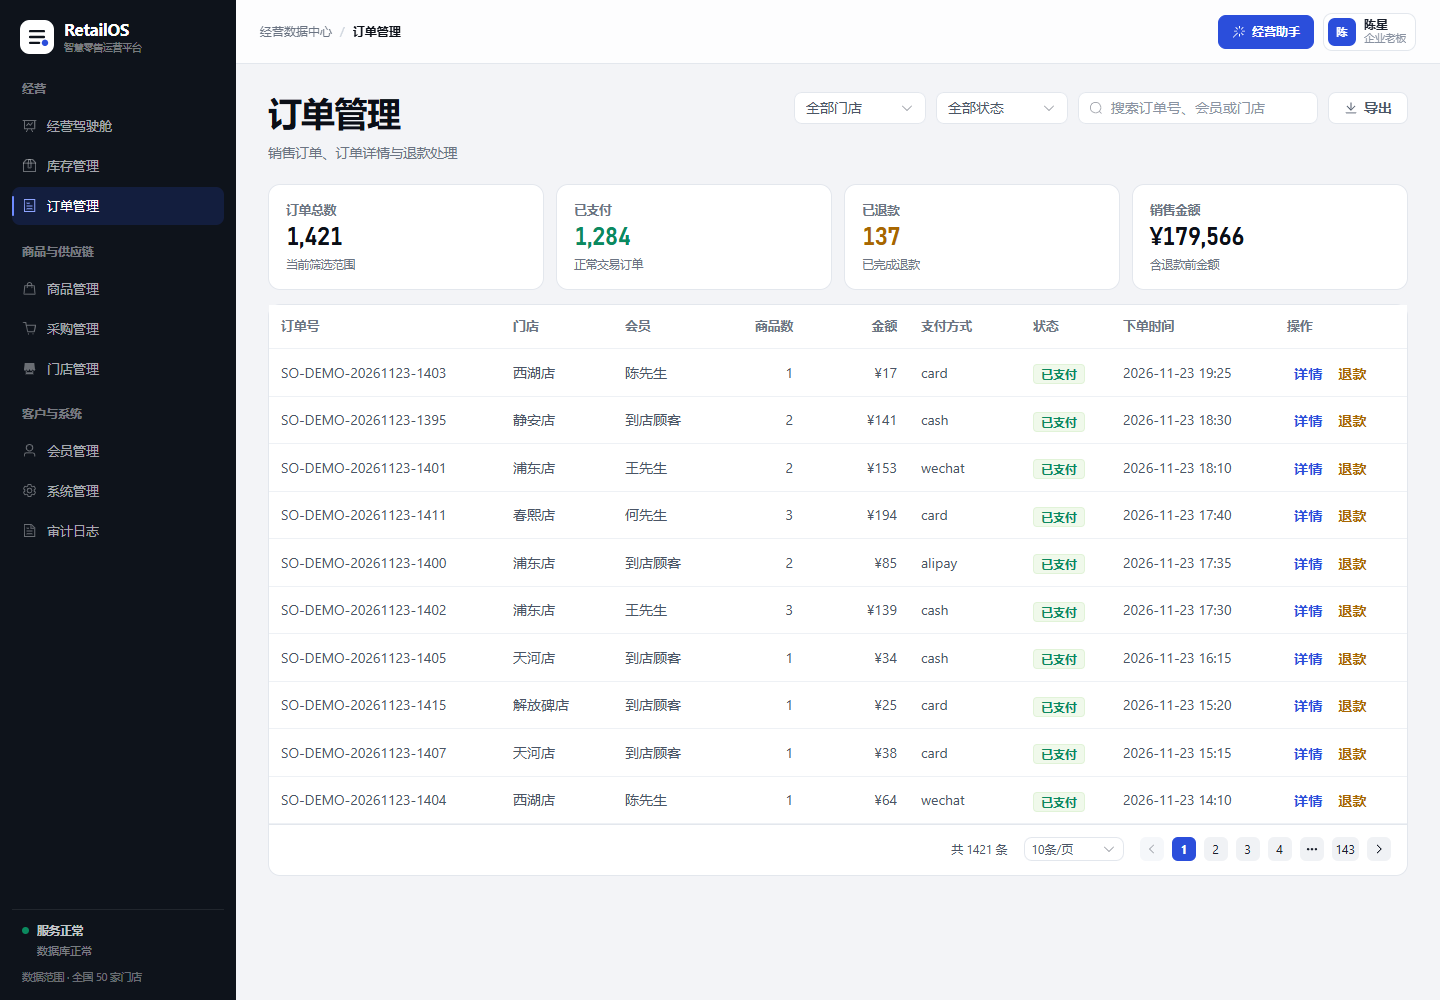 RetailOS
智慧零售运营平台
经营
经营驾驶舱
库存管理
订单管理
商品与供应链
商品管理
采购管理
门店管理
客户与系统
会员管理
系统管理
审计日志
服务正常
数据库正常
数据范围 · 全国 50 家门店
经营数据中心 / 订单管理
经营助手
陈
陈星
企业老板
订单管理
销售订单、订单详情与退款处理
全部门店
全部状态
搜索订单号、会员或门店
导出
订单总数
1,421
当前筛选范围
已支付
1,284
正常交易订单
已退款
137
已完成退款
销售金额
¥179,566
含退款前金额
订单号 门店 会员 商品数 金额 支付方式 状态 下单时间 操作
SO-DEMO-20261123-1403 西湖店 陈先生 1 ¥17 card 已支付 2026-11-23 19:25 详情 退款
SO-DEMO-20261123-1395 静安店 到店顾客 2 ¥141 cash 已支付 2026-11-23 18:30 详情 退款
SO-DEMO-20261123-1401 浦东店 王先生 2 ¥153 wechat 已支付 2026-11-23 18:10 详情 退款
SO-DEMO-20261123-1411 春熙店 何先生 3 ¥194 card 已支付 2026-11-23 17:40 详情 退款
SO-DEMO-20261123-1400 浦东店 到店顾客 2 ¥85 alipay 已支付 2026-11-23 17:35 详情 退款
SO-DEMO-20261123-1402 浦东店 王先生 3 ¥139 cash 已支付 2026-11-23 17:30 详情 退款
SO-DEMO-20261123-1405 天河店 到店顾客 1 ¥34 cash 已支付 2026-11-23 16:15 详情 退款
SO-DEMO-20261123-1415 解放碑店 到店顾客 1 ¥25 card 已支付 2026-11-23 15:20 详情 退款
SO-DEMO-20261123-1407 天河店 到店顾客 1 ¥38 card 已支付 2026-11-23 15:15 详情 退款
SO-DEMO-20261123-1404 西湖店 陈先生 1 ¥64 wechat 已支付 2026-11-23 14:10 详情 退款
共 1421 条 10条/页 1 2 3 4 ··· 143